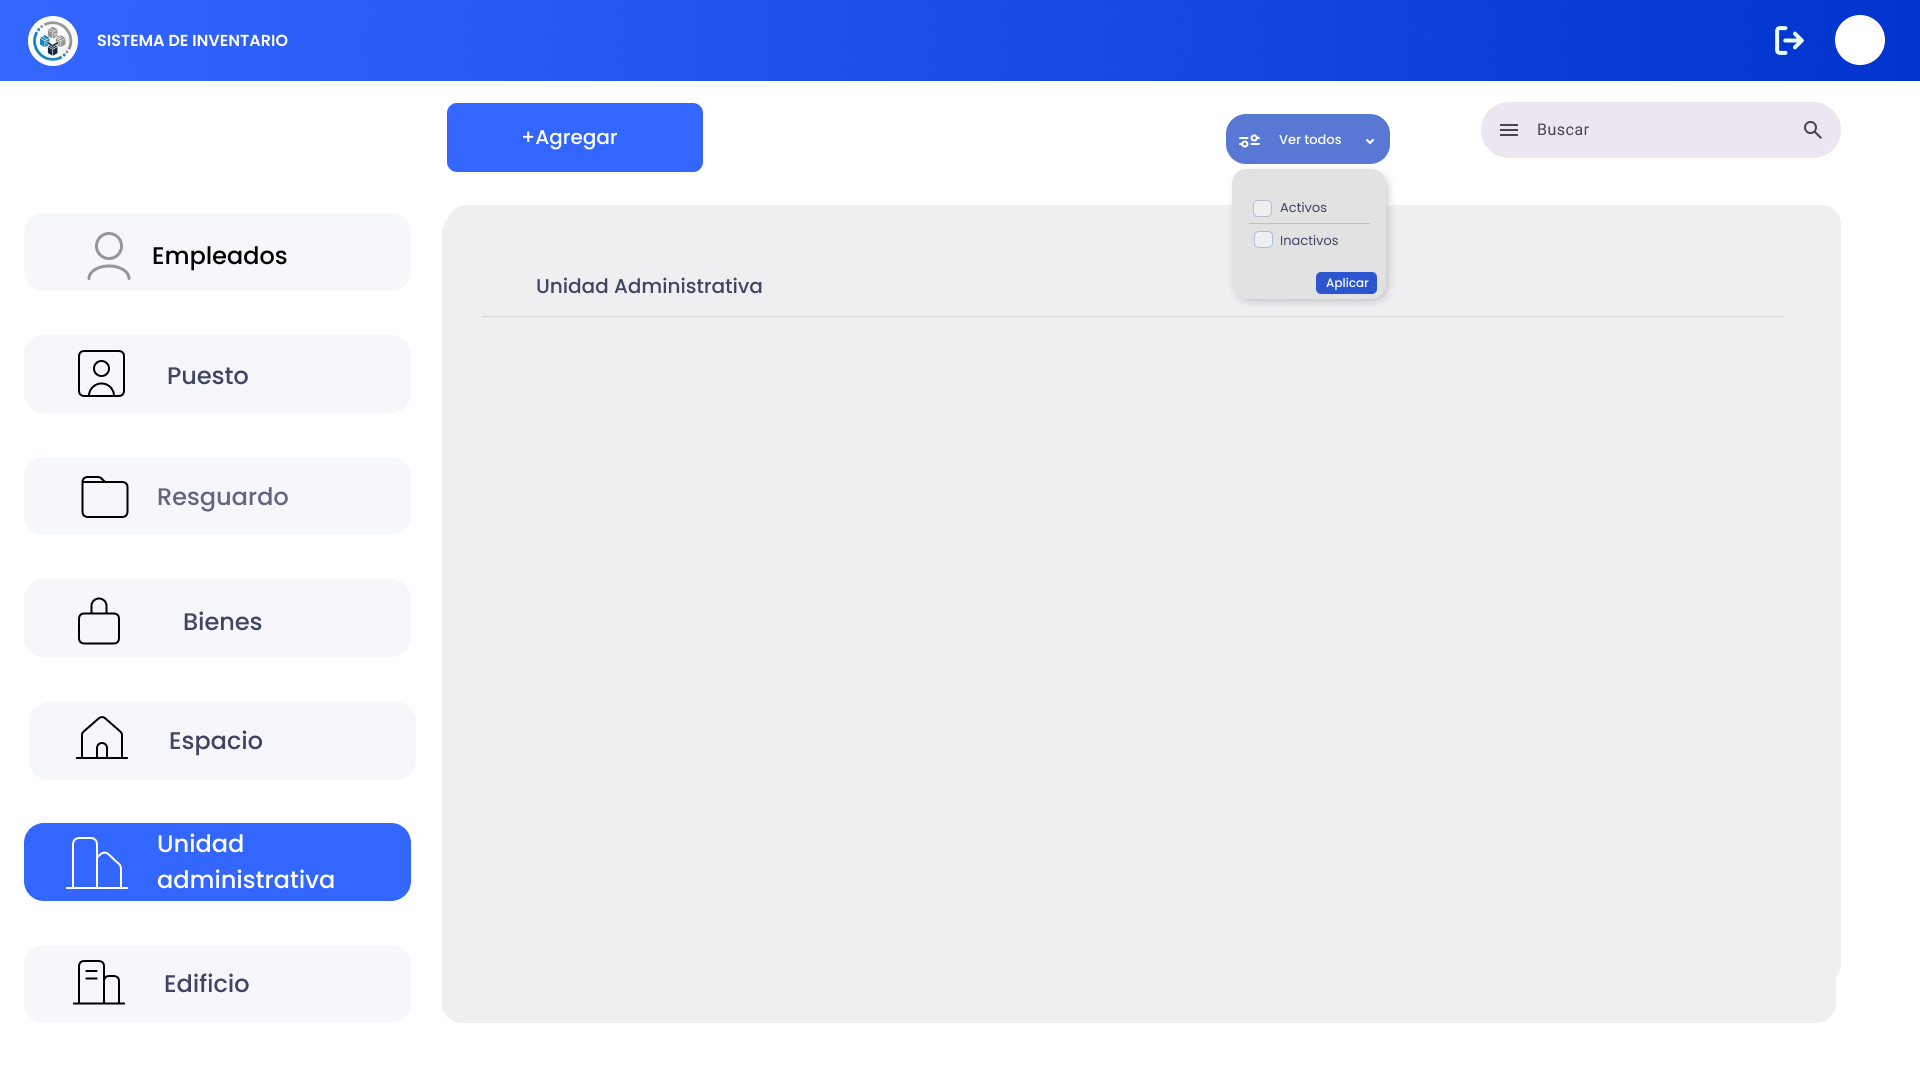 SISTEMA DE INVENTARIO
+Agregar
Ver todos
Buscar
Activos
Inactivos
Aplicar
Unidad Administrativa
Empleados
Puesto
Resguardo
Bienes
Espacio
Unidad
administrativa
Edificio